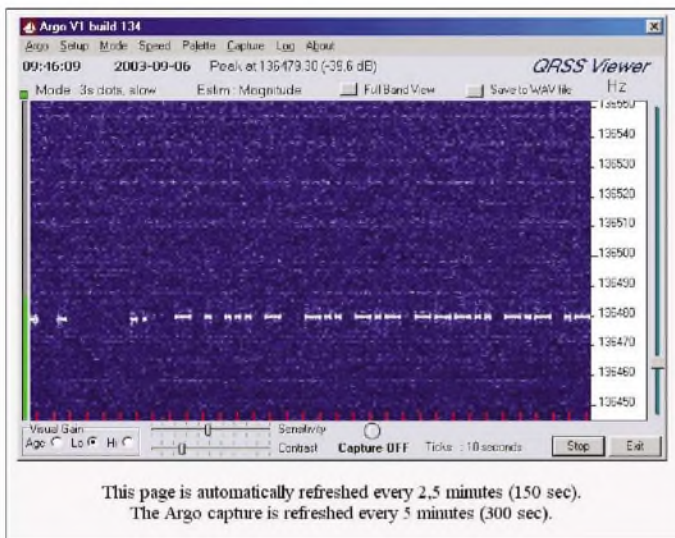 Argo V1 build 134
Argo Setup Mode Speed Palette Capture Log About
09:46:09 2003-09-06 Peak at 136479.30 (-39.6 dB) QRSS Viewer
Mode: 3s dots, slow Estim: Magnitude Full Band View Save to WAV file Hz
136550
136540
136530
136520
136510
136500
136490
136480
136470
136460
136450
Visual Gain Sensitivity
Agc Lo Hi Contrast Capture OFF Ticks : 10 seconds Stop Exit
This page is automatically refreshed every 2,5 minutes (150 sec).
The Argo capture is refreshed every 5 minutes (300 sec).